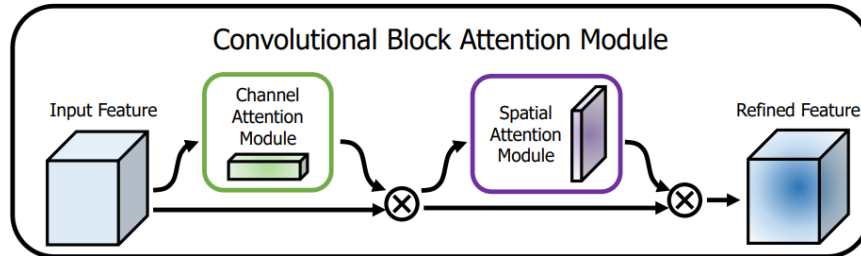 Convolutional Block Attention Module
Input Feature
Channel
Attention
Module
Spatial
Attention
Module
Refined Feature